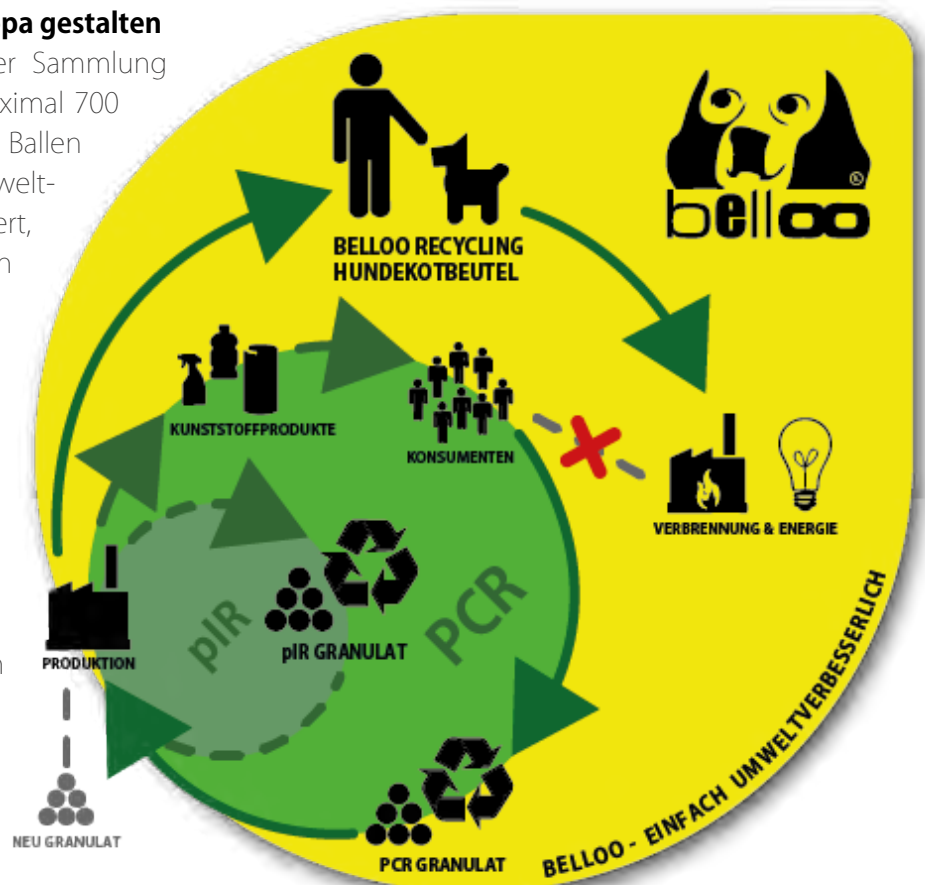 pa gestalten
er Sammlung
ximal 700
Ballen
welt-
ert,
n
n
belloo
®
BELLOO RECYCLING
HUNDEKOTBEUTEL
KUNSTSTOFFPRODUKTE
KONSUMENTEN
VERBRENNUNG & ENERGIE
pIR
PCR
pIR GRANULAT
PRODUKTION
NEU GRANULAT
PCR GRANULAT
BELLOO - EINFACH UMWELTVERBESSERLICH